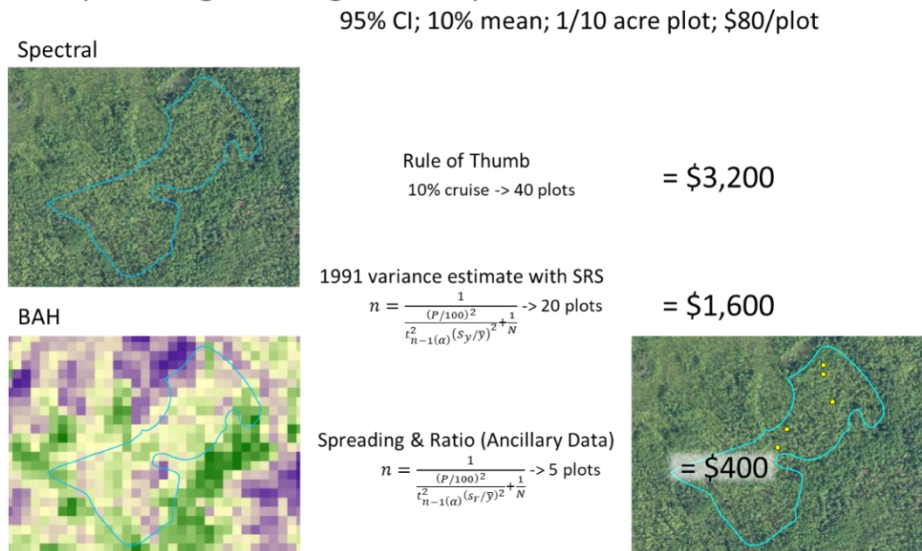 95% CI; 10% mean; 1/10 acre plot; $80/plot
Spectral
Rule of Thumb
10% cruise -> 40 plots
= $3,200
1991 variance estimate with SRS
n = 1 / ((P/100)² / (t²ₙ₋₁(α) (s_y/ȳ)²) + 1/N) -> 20 plots
= $1,600
BAH
Spreading & Ratio (Ancillary Data)
n = 1 / ((P/100)² / (t²ₙ₋₁(α) (s_r/ȳ)²) + 1/N) -> 5 plots
= $400